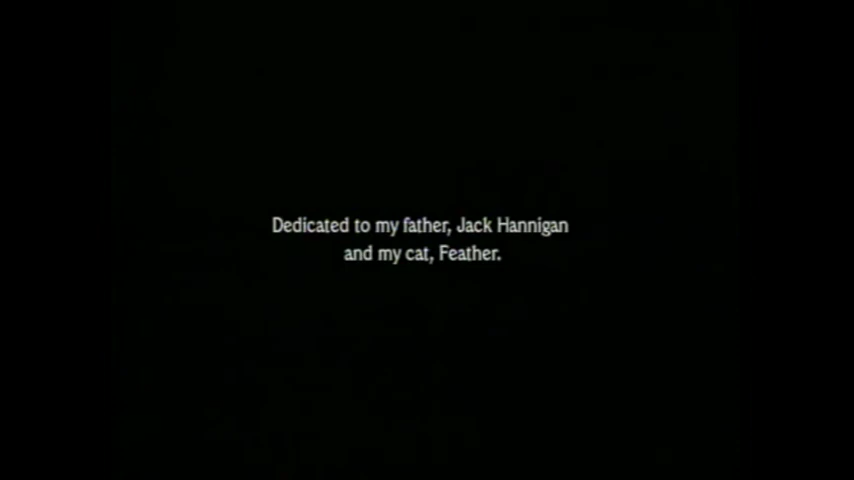 Dedicated to my father, Jack Hannigan
and my cat, Feather.